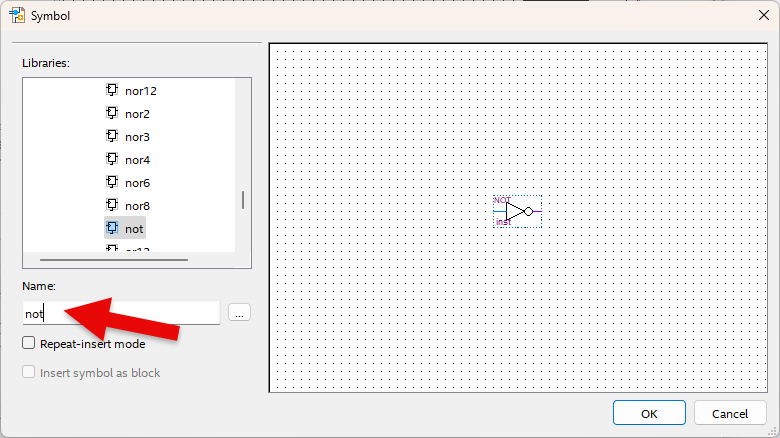 Symbol
Libraries:
nor12
nor2
nor3
nor4
nor6
nor8
not
Name:
not
...
Repeat-insert mode
Insert symbol as block
NOT
inst
OK
Cancel